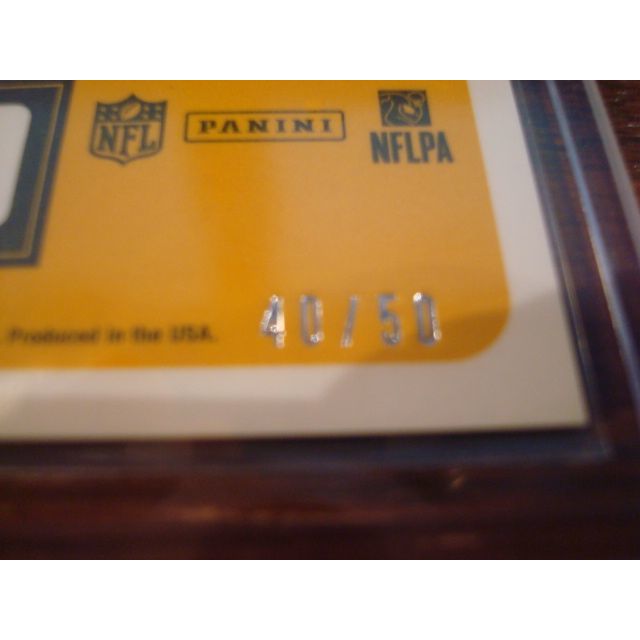 NFL PANINI NFLPA
40/50
. Produced in the USA.